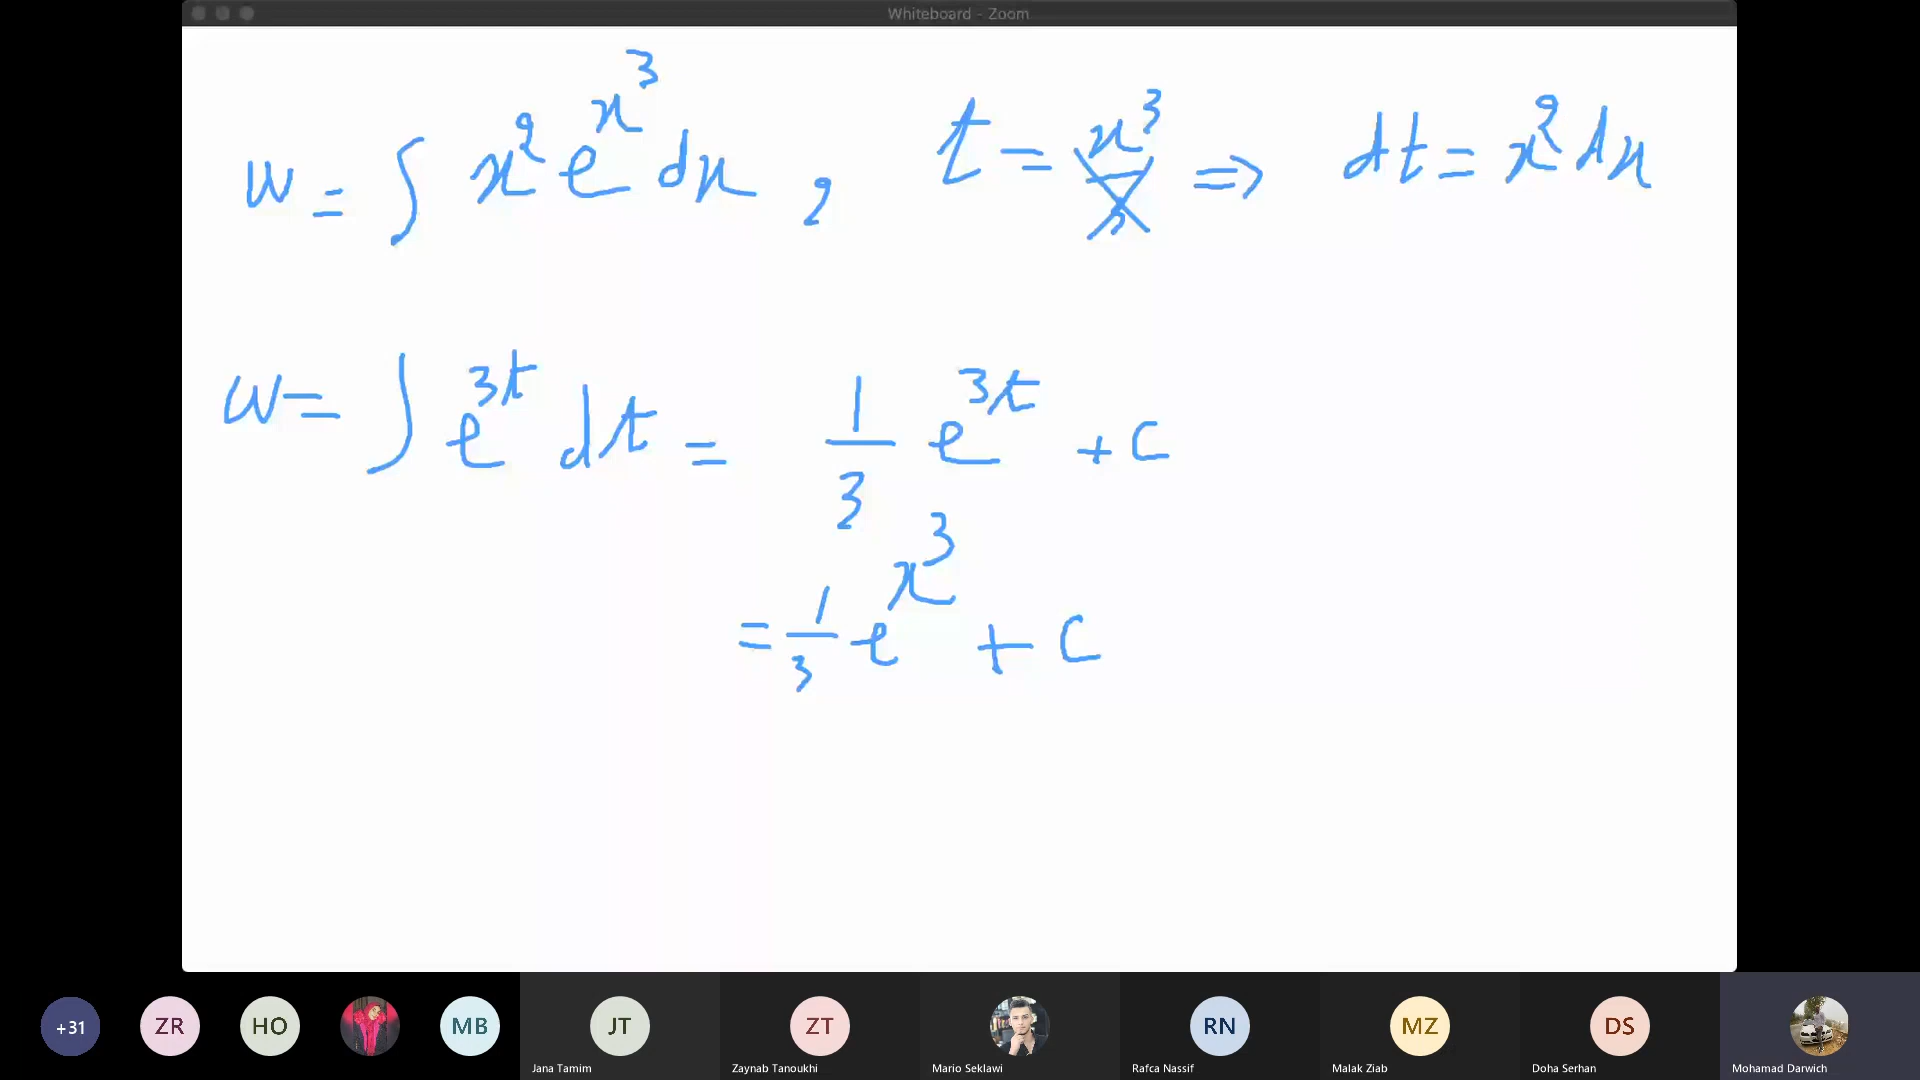 Whiteboard - Zoom
w = ∫ x² e^x³ dx , t = x³/3 ⇒ dt = x² dx
w = ∫ e^3t dt = 1/3 e^3t + c
= 1/3 e^x³ + c
+31 ZR HO MB JT ZT RN MZ DS
Jana Tamim Zaynab Tanoukhi Mario Seklawi Rafca Nassif Malak Ziab Doha Serhan Mohamad Darwich